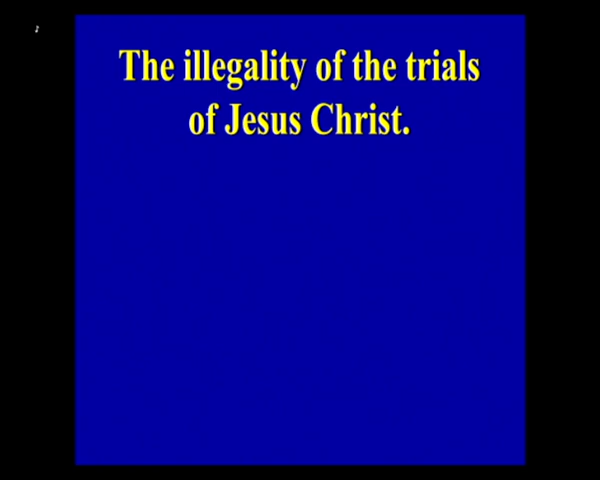 The illegality of the trials
of Jesus Christ.